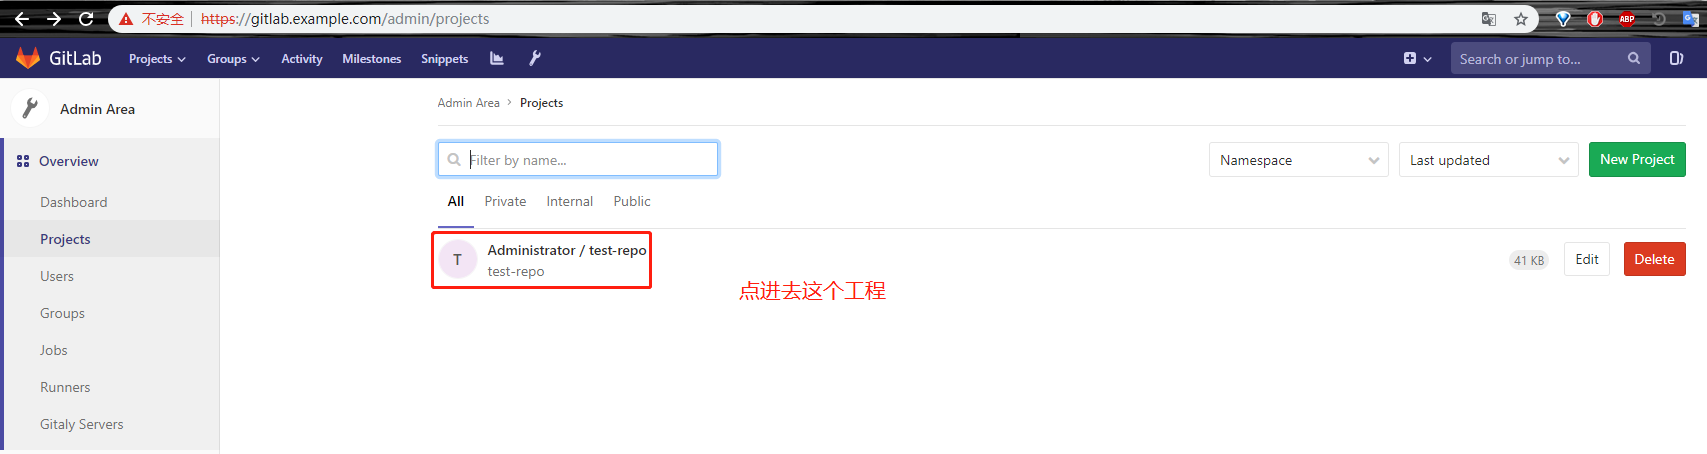 不安全 https://gitlab.example.com/admin/projects
ABP
GitLab Projects Groups Activity Milestones Snippets Search or jump to...
Admin Area
Overview
Dashboard
Projects
Users
Groups
Jobs
Runners
Gitaly Servers
Admin Area > Projects
Filter by name...
Namespace Last updated New Project
All Private Internal Public
T
Administrator / test-repo
test-repo
41 KB Edit Delete
点进去这个工程